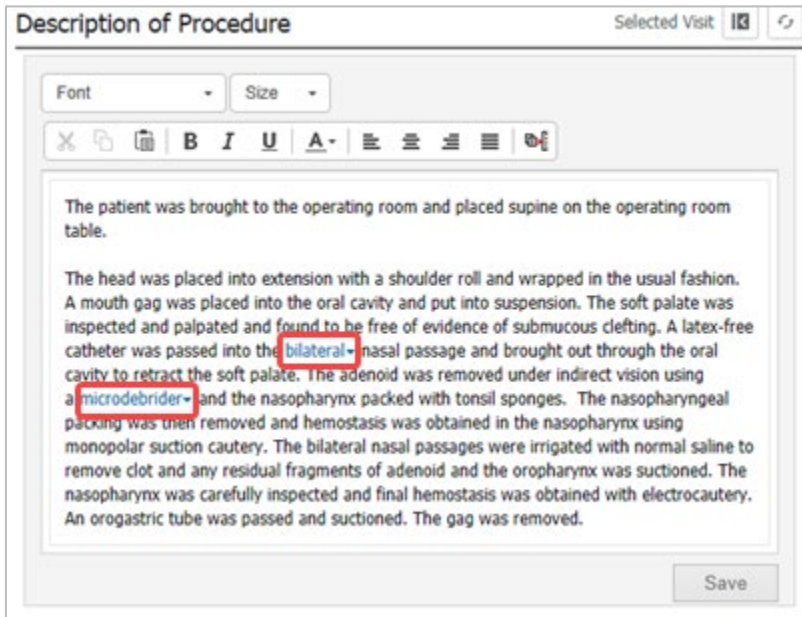 Description of Procedure
Selected Visit
Font
Size
B I U A
The patient was brought to the operating room and placed supine on the operating room
table.
The head was placed into extension with a shoulder roll and wrapped in the usual fashion.
A mouth gag was placed into the oral cavity and put into suspension. The soft palate was
inspected and palpated and found to be free of evidence of submucous clefting. A latex-free
catheter was passed into the bilateral nasal passage and brought out through the oral
cavity to retract the soft palate. The adenoid was removed under indirect vision using
a microdebrider and the nasopharynx packed with tonsil sponges. The nasopharyngeal
packing was then removed and hemostasis was obtained in the nasopharynx using
monopolar suction cautery. The bilateral nasal passages were irrigated with normal saline to
remove clot and any residual fragments of adenoid and the oropharynx was suctioned. The
nasopharynx was carefully inspected and final hemostasis was obtained with electrocautery.
An orogastric tube was passed and suctioned. The gag was removed.
Save